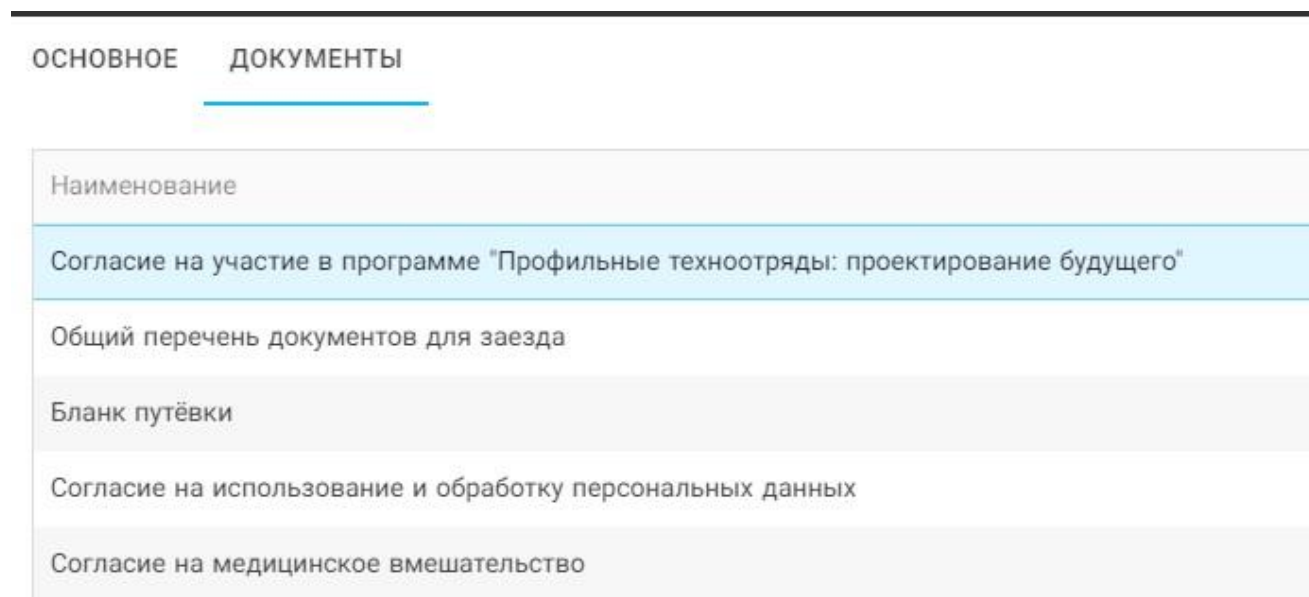 ОСНОВНОЕ ДОКУМЕНТЫ
Наименование
Согласие на участие в программе "Профильные техноотряды: проектирование будущего"
Общий перечень документов для заезда
Бланк путёвки
Согласие на использование и обработку персональных данных
Согласие на медицинское вмешательство